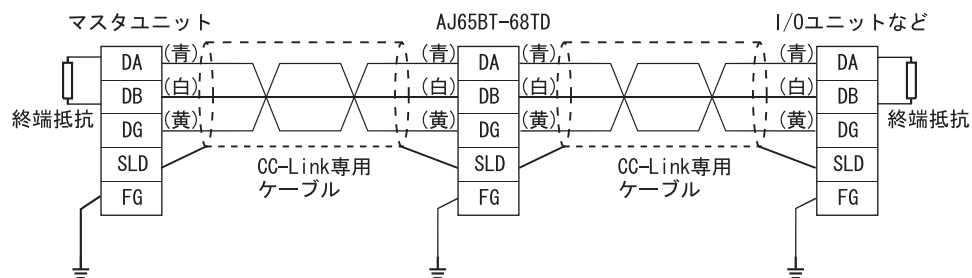 マスタユニット AJ65BT-68TD I/Oユニットなど
DA (青) (青) DA (青) (青) DA
DB (白) (白) DB (白) (白) DB
終端抵抗 DG (黄) (黄) DG (黄) (黄) DG 終端抵抗
SLD CC-Link専用 SLD CC-Link専用 SLD
FG ケーブル FG ケーブル FG